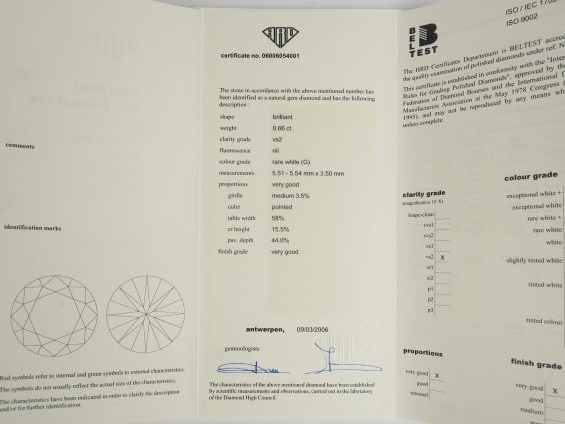 comments
identification marks
Red symbols refer to internal and green symbols to external characteristics.
The symbols do not usually reflect the actual size of the characteristics.
The characteristics have been indicated in order to clarify the description
and/or for further identification.
HRD
certificate no. 06006054001
The stone in accordance with the above mentioned number has
been identified as a natural gem diamond and has the following
description :
shape brilliant
weight 0.66 ct
clarity grade vs2
fluorescence nil
colour grade rare white (G)
measurements 5.51 - 5.54 mm x 3.50 mm
proportions very good
girdle medium 3.5%
culet pointed
table width 58%
cr height 15.5%
pav. depth 44.0%
finish grade very good
antwerpen, 09/03/2006
gemmologists
The characteristics of the above mentioned diamond have been established
by scientific measurements and observations, carried out in the laboratory
of the Diamond High Council.
BELTEST
ISO / IEC
ISO 9002
The HRD Certificates Departement is BELTEST accred
the quality examination of polished diamonds under ref. N
This certificate is established in conformity with the "Inter
Rules for Grading Polished Diamonds", approved by the
Federation of Diamond Bourses and the International D
Manufacturers Association at the May 1978 Congress (
1995), and may not be reproduced by any means wh
unless complete.
clarity grade
(magnification 10 X)
loupe-clean
vvs1
vvs2
vs1
vs2 x
si1
si2
p1
p2
p3
colour grade
exceptional white +
exceptional white
rare white +
rare white
white
slightly tinted white
tinted white
tinted colour
proportions
very good x
good
unusual
finish grade
very good x
good
medium